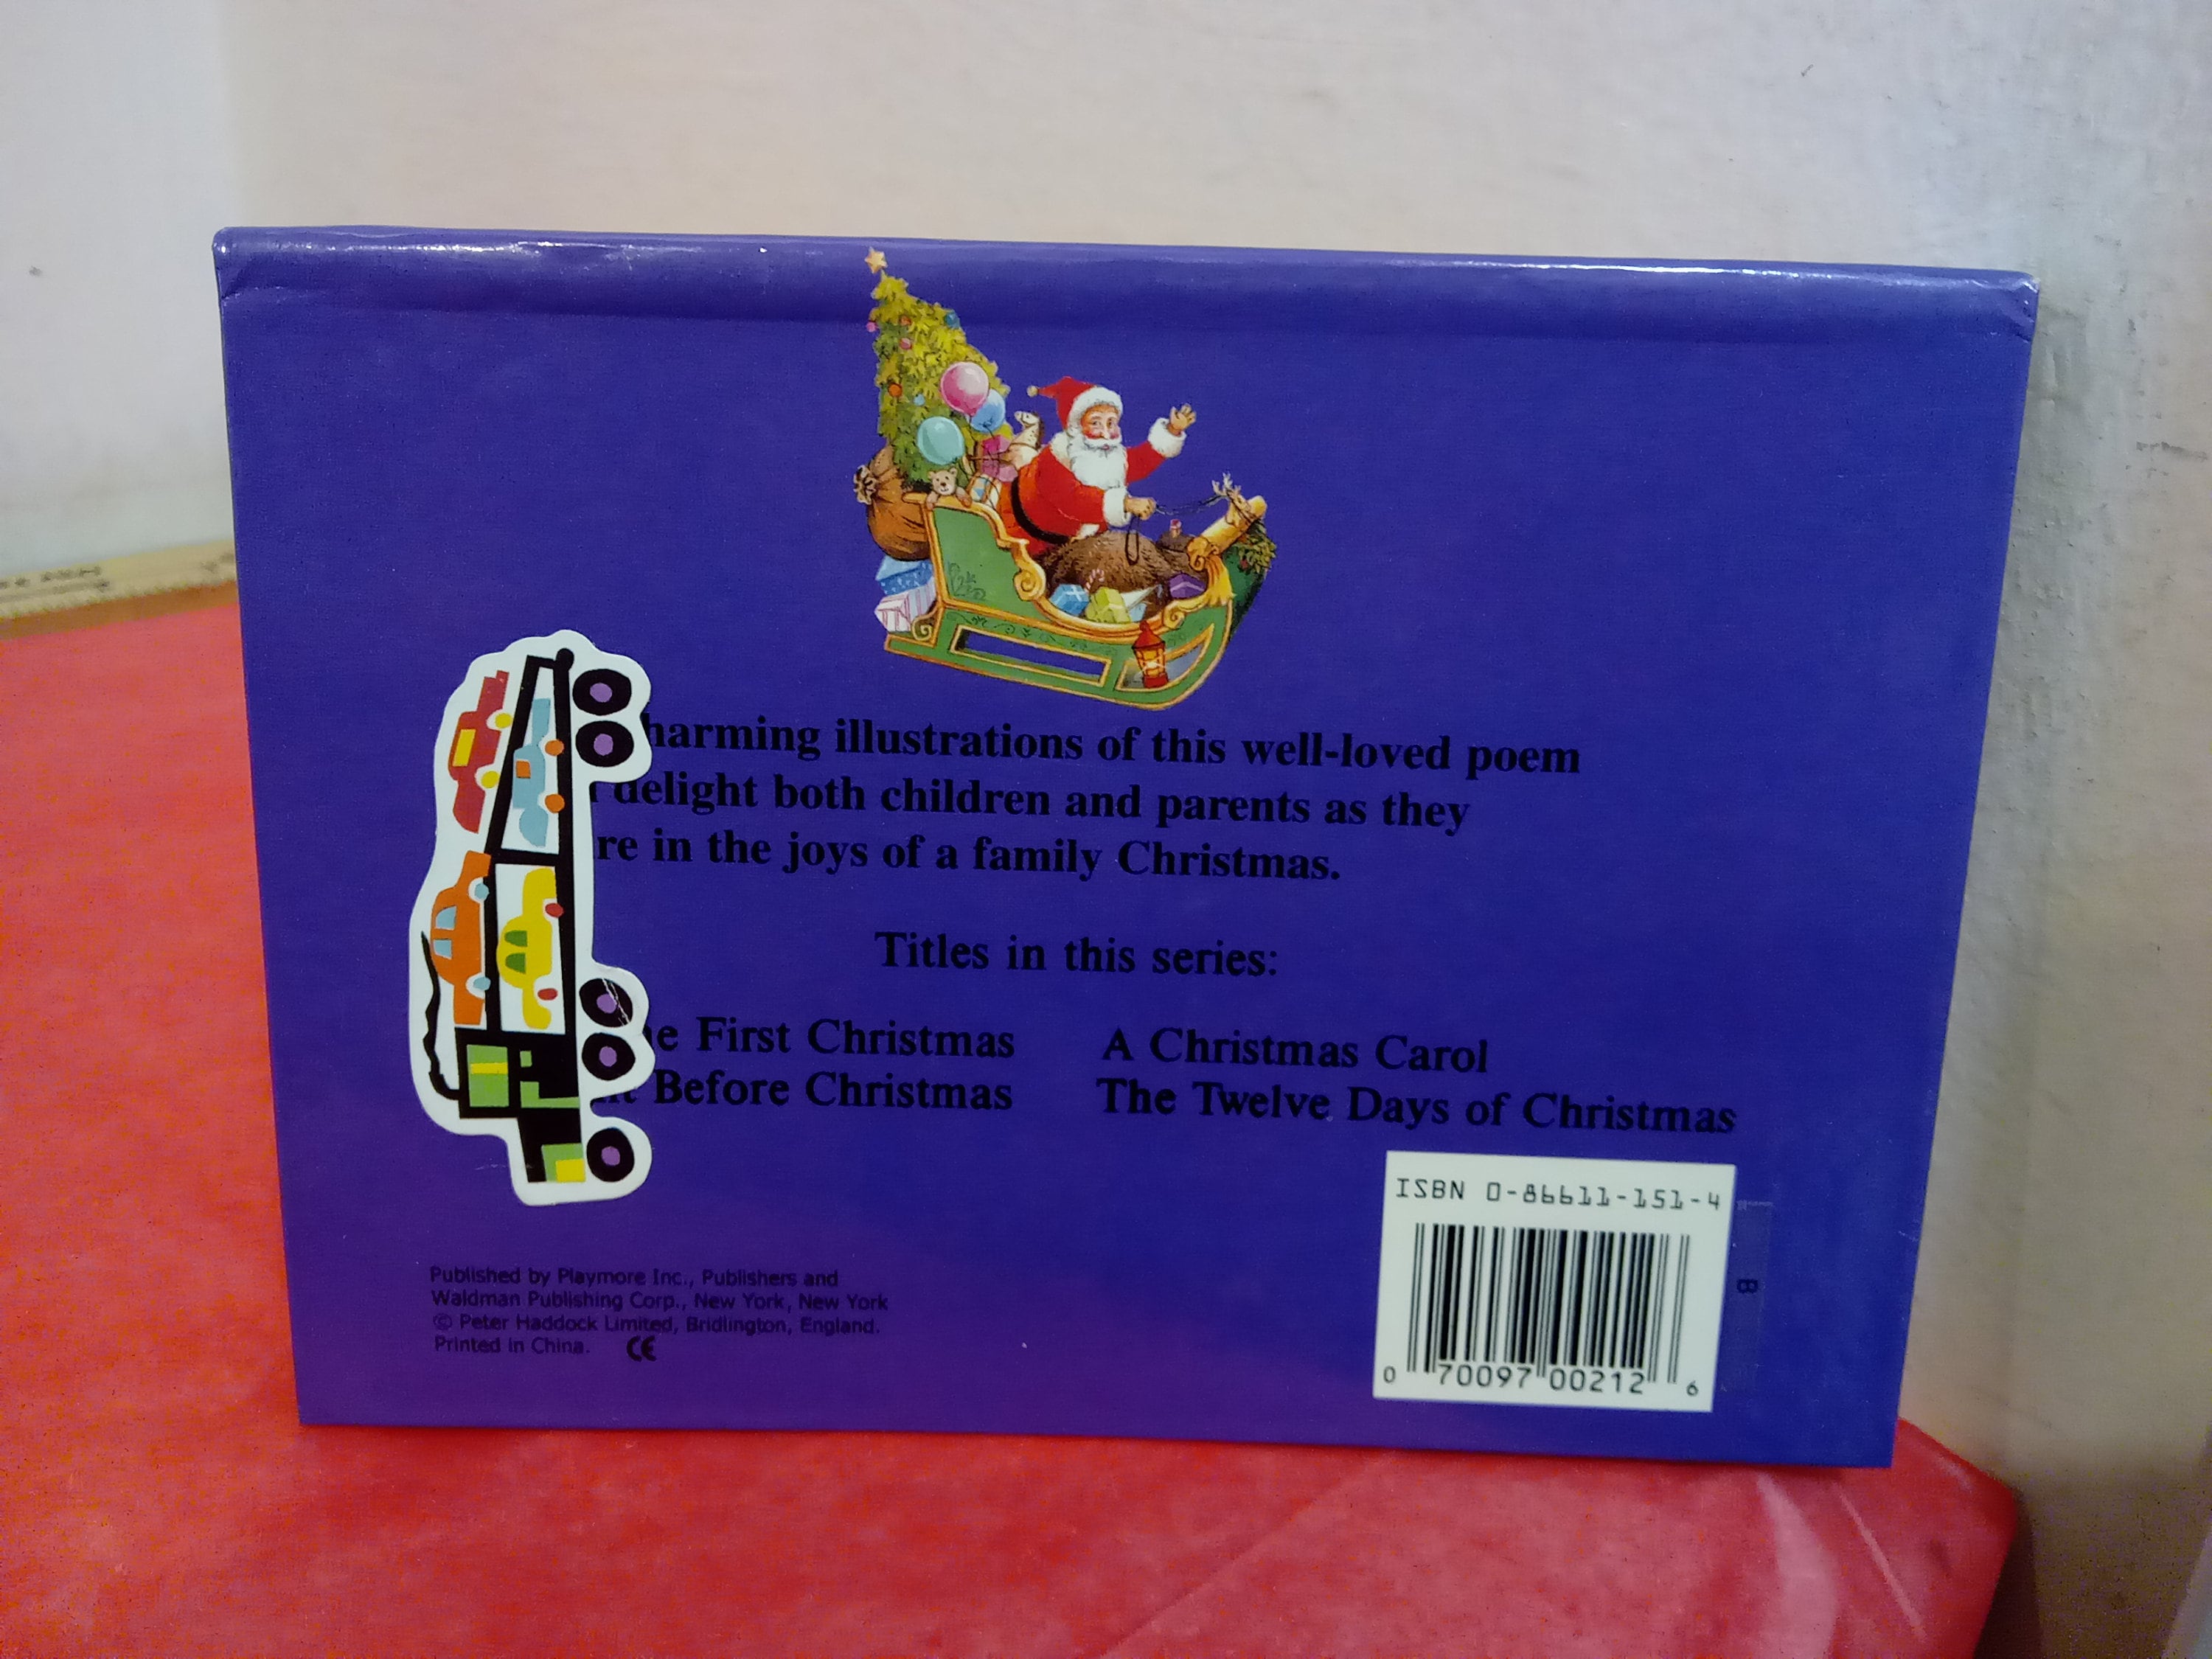 harming illustrations of this well-loved poem
delight both children and parents as they
re in the joys of a family Christmas.
Titles in this series:
e First Christmas
Before Christmas
A Christmas Carol
The Twelve Days of Christmas
ISBN 0-86611-151-4
0 70097 00212 6
B
Published by Playmore Inc., Publishers and
Waldman Publishing Corp., New York, New York
© Peter Haddock Limited, Bridlington, England.
Printed in China. CE